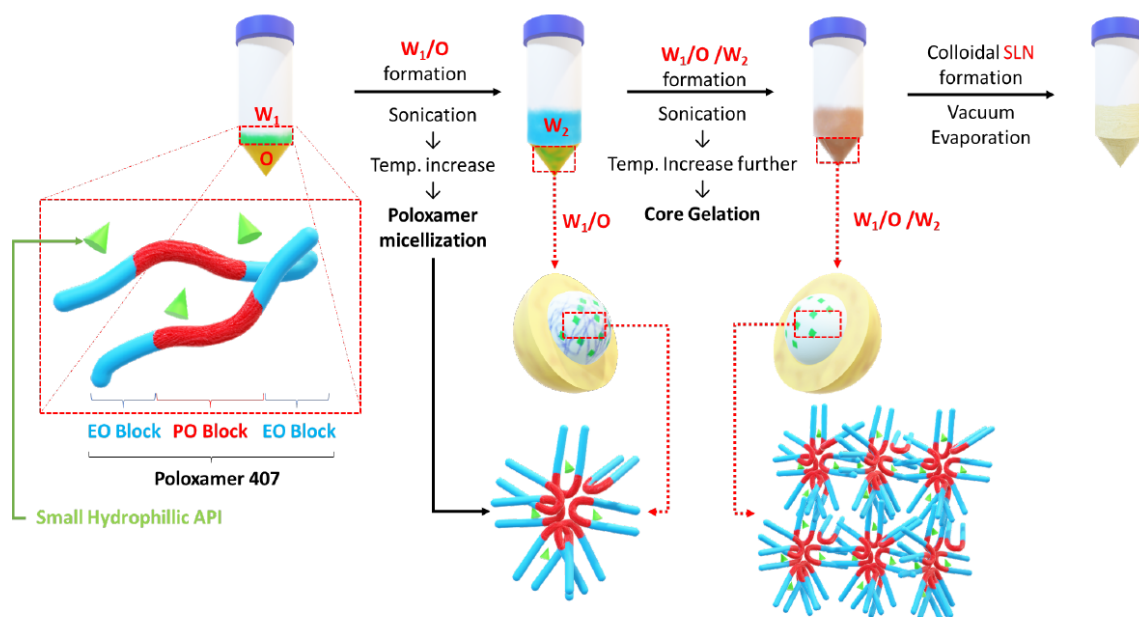 W₁
O
W₁/O
formation
Sonication
↓
Temp. increase
↓
Poloxamer
micellization
W₂
W₁/O /W₂
formation
Sonication
↓
Temp. Increase further
↓
Core Gelation
Colloidal SLN
formation
Vacuum
Evaporation
W₁/O
W₁/O /W₂
EO Block PO Block EO Block
Poloxamer 407
Small Hydrophillic API